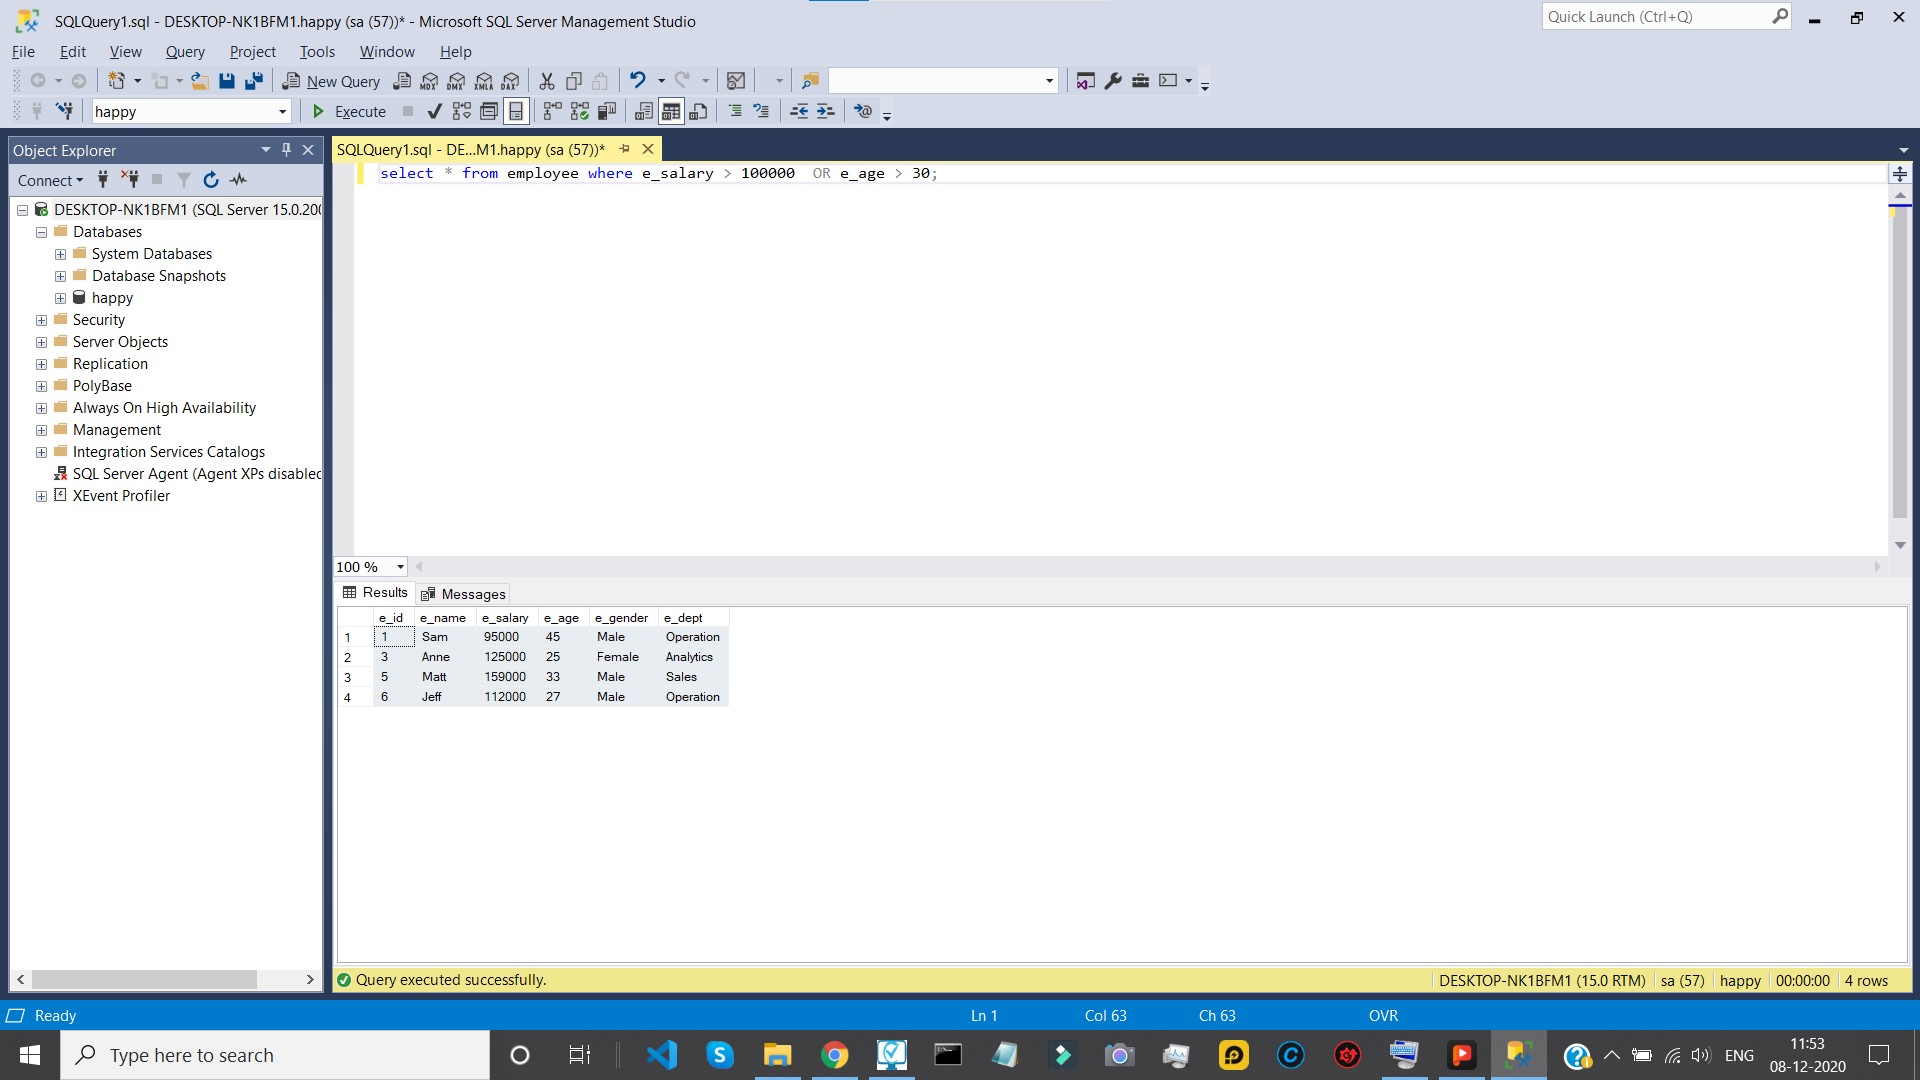 SQLQuery1.sql - DESKTOP-NK1BFM1.happy (sa (57))* - Microsoft SQL Server Management Studio
Quick Launch (Ctrl+Q)
File Edit View Query Project Tools Window Help
New Query MDX DMX XMLA DAX
happy Execute
Object Explorer
Connect
DESKTOP-NK1BFM1 (SQL Server 15.0.200
Databases
System Databases
Database Snapshots
happy
Security
Server Objects
Replication
PolyBase
Always On High Availability
Management
Integration Services Catalogs
SQL Server Agent (Agent XPs disabled
XEvent Profiler
SQLQuery1.sql - DE...M1.happy (sa (57))*
select * from employee where e_salary > 100000  OR e_age > 30;
100 %
Results Messages
e_id e_name e_salary e_age e_gender e_dept
1 1 Sam 95000 45 Male Operation
2 3 Anne 125000 25 Female Analytics
3 5 Matt 159000 33 Male Sales
4 6 Jeff 112000 27 Male Operation
Query executed successfully. DESKTOP-NK1BFM1 (15.0 RTM) sa (57) happy 00:00:00 4 rows
Ready Ln 1 Col 63 Ch 63 OVR
Type here to search
ENG
11:53
08-12-2020